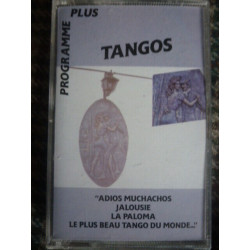 PROGRAMME PLUS
TANGOS
"ADIOS MUCHACHOS
JALOUSIE
LA PALOMA
LE PLUS BEAU TANGO DU MONDE..."